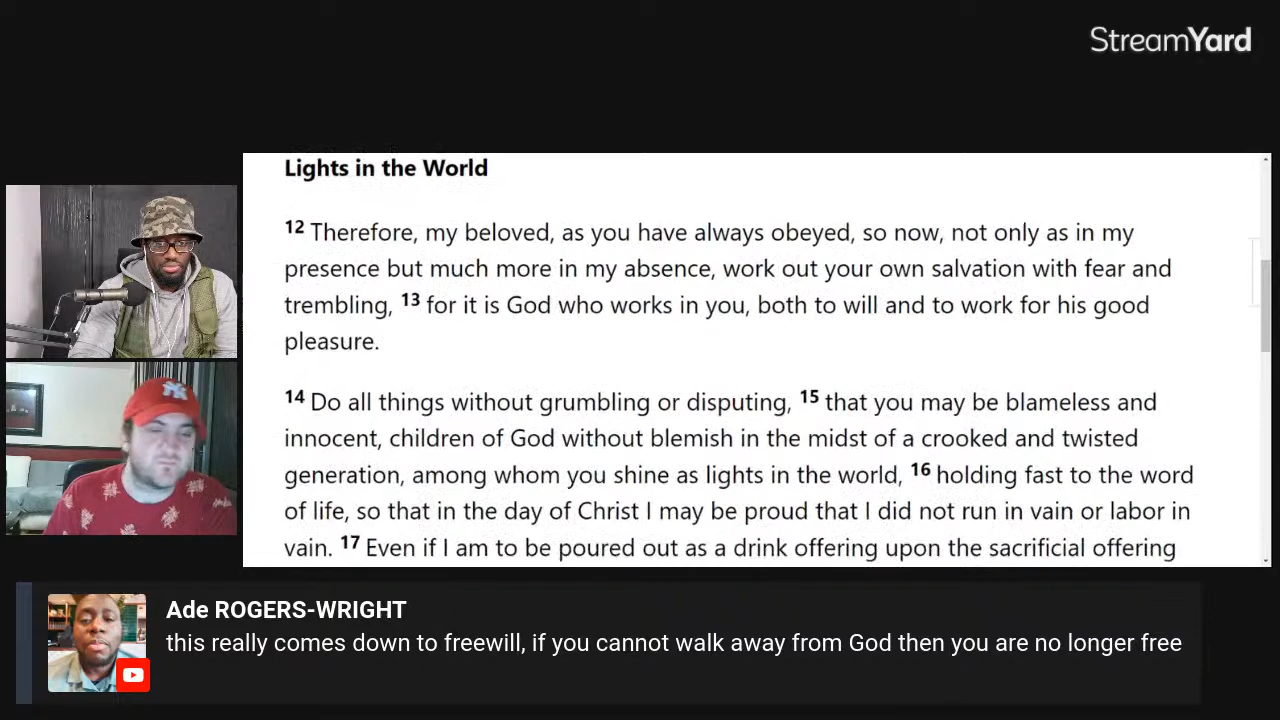 StreamYard
Lights in the World
12 Therefore, my beloved, as you have always obeyed, so now, not only as in my
presence but much more in my absence, work out your own salvation with fear and
trembling, 13 for it is God who works in you, both to will and to work for his good
pleasure.
14 Do all things without grumbling or disputing, 15 that you may be blameless and
innocent, children of God without blemish in the midst of a crooked and twisted
generation, among whom you shine as lights in the world, 16 holding fast to the word
of life, so that in the day of Christ I may be proud that I did not run in vain or labor in
vain. 17 Even if I am to be poured out as a drink offering upon the sacrificial offering
Ade ROGERS-WRIGHT
this really comes down to freewill, if you cannot walk away from God then you are no longer free